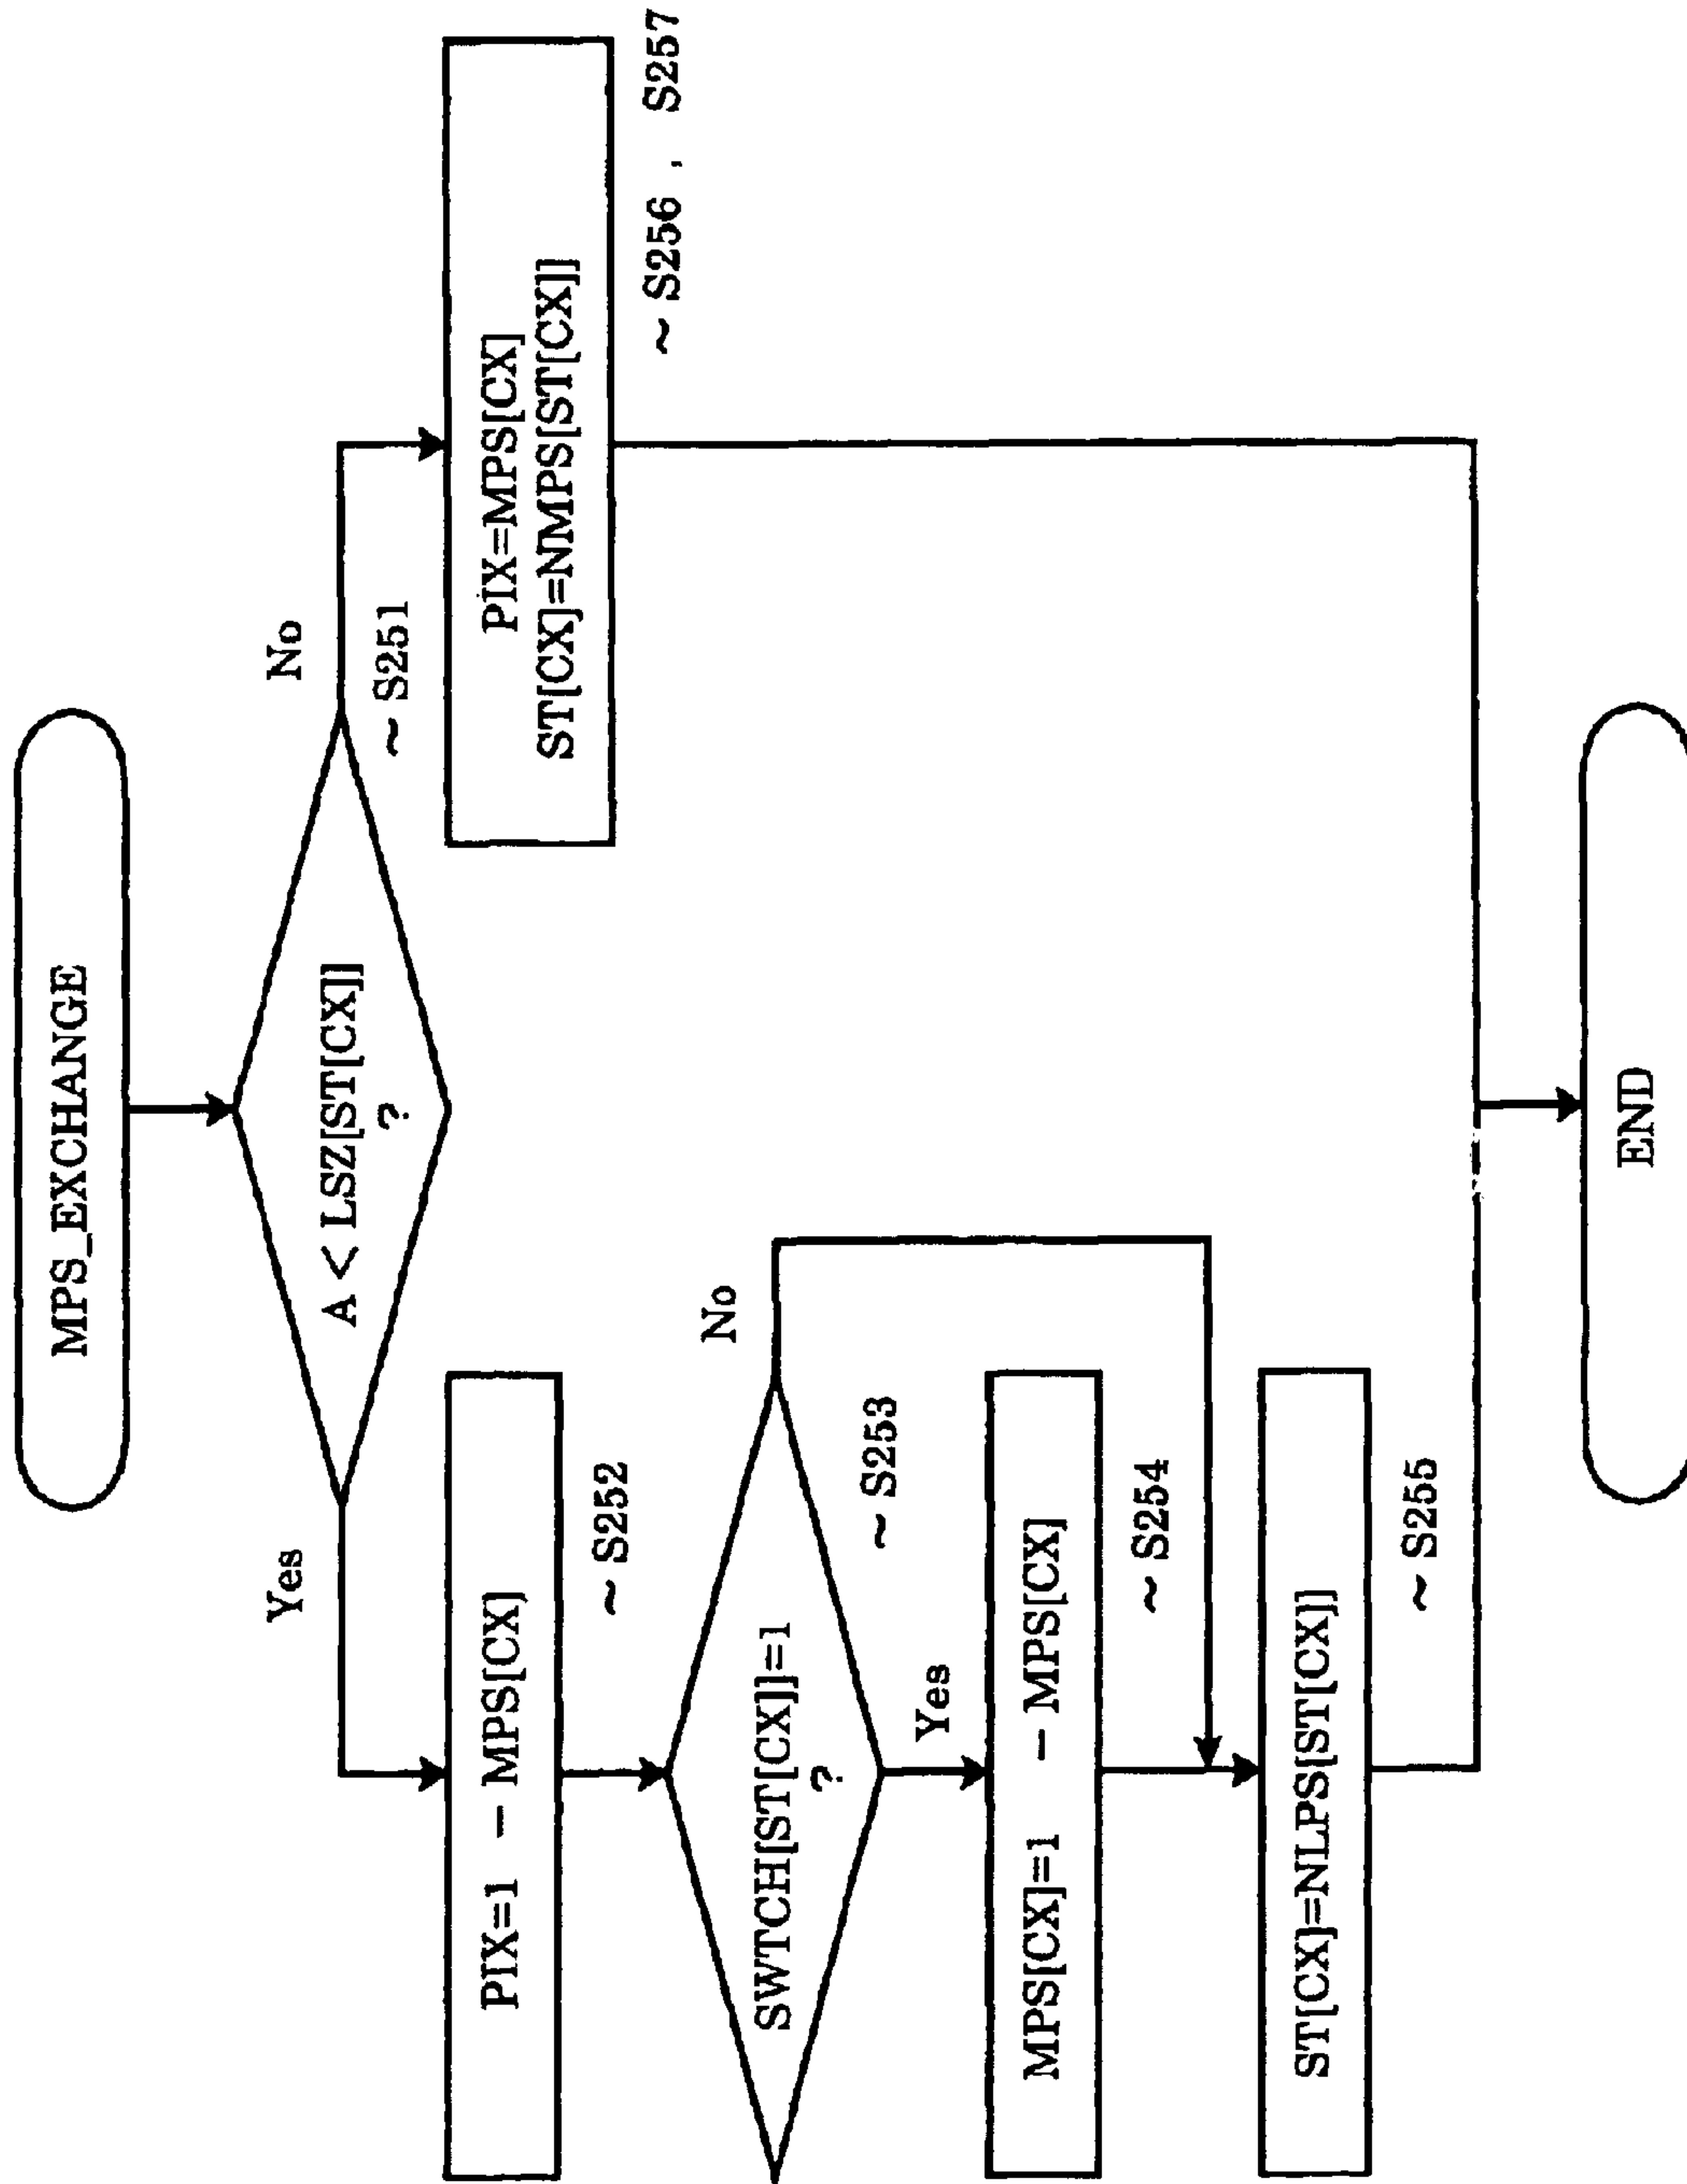 MPS_EXCHANGE
A < LSZ[ST[CX]]
?
~ S251
Yes
No
PIX=1 − MPS[CX]
~ S252
PIX=MPS[CX]
ST[CX]=NMPS[ST[CX]]
~ S256 , S257
SWTCH[ST[CX]]=1
?
~ S253
No
Yes
MPS[CX]=1 − MPS[CX]
~ S254
ST[CX]=NLPS[ST[CX]]
~ S255
END